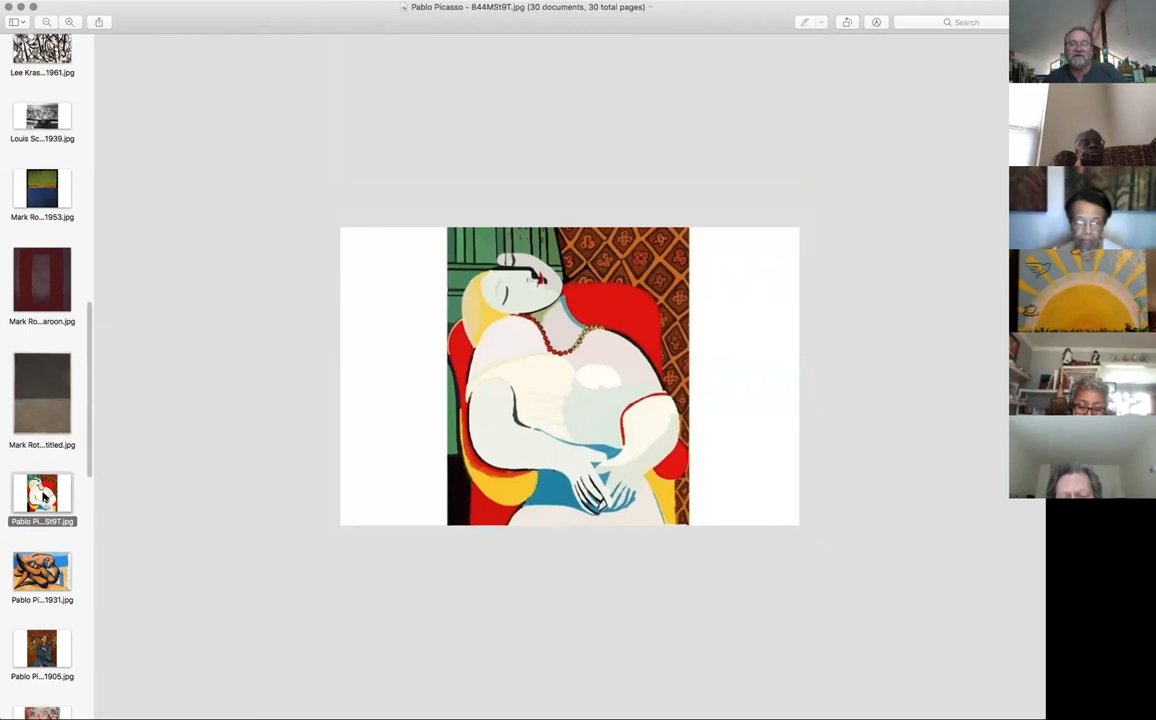 Pablo Picasso - 844MSt9T.jpg (30 documents, 30 total pages)
Search
Lee Kras...1961.jpg
Louis Sc...1939.jpg
Mark Ro...1953.jpg
Mark Ro...aroon.jpg
Mark Rot...titled.jpg
Pablo Pi...St9T.jpg
Pablo Pi...1931.jpg
Pablo Pi...1905.jpg